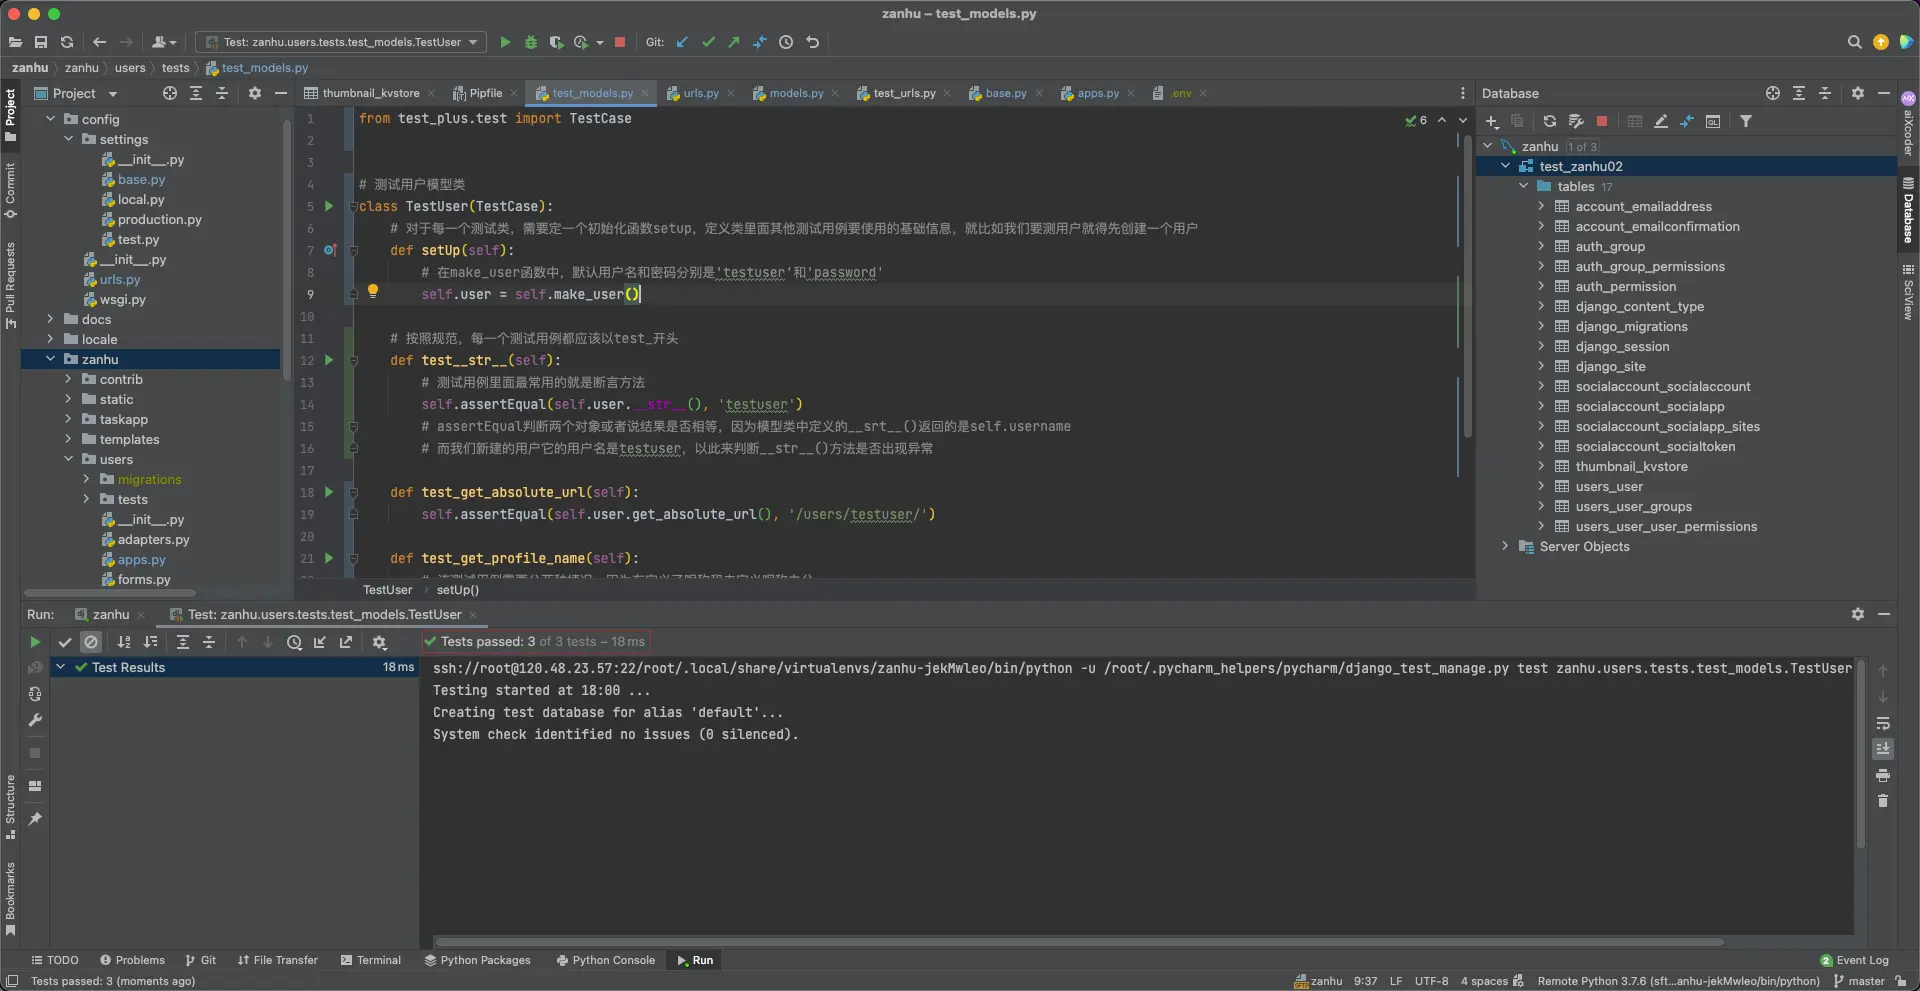 zanhu – test_models.py
Test: zanhu.users.tests.test_models.TestUser
Git:
zanhu zanhu users tests test_models.py
Project
thumbnail_kvstore Pipfile test_models.py urls.py models.py test_urls.py base.py apps.py .env
Database
Project
Commit
Pull Requests
Structure
Bookmarks
config
settings
__init__.py
base.py
local.py
production.py
test.py
__init__.py
urls.py
wsgi.py
docs
locale
zanhu
contrib
static
taskapp
templates
users
migrations
tests
__init__.py
adapters.py
apps.py
forms.py
6
1 from test_plus.test import TestCase
2
3
4 # 测试用户模型类
5 class TestUser(TestCase):
6 # 对于每一个测试类，需要定一个初始化函数setup，定义类里面其他测试用例要使用的基础信息，就比如我们要测用户就得先创建一个用户
7 def setUp(self):
8 # 在make_user函数中，默认用户名和密码分别是'testuser'和'password'
9 self.user = self.make_user()
10
11 # 按照规范，每一个测试用例都应该以test_开头
12 def test__str__(self):
13 # 测试用例里面最常用的就是断言方法
14 self.assertEqual(self.user.__str__(), 'testuser')
15 # assertEqual判断两个对象或者说结果是否相等，因为模型类中定义的__srt__()返回的是self.username
16 # 而我们新建的用户它的用户名是testuser，以此来判断__str__()方法是否出现异常
17
18 def test_get_absolute_url(self):
19 self.assertEqual(self.user.get_absolute_url(), '/users/testuser/')
20
21 def test_get_profile_name(self):
TestUser setUp()
zanhu 1 of 3
test_zanhu02
tables 17
account_emailaddress
account_emailconfirmation
auth_group
auth_group_permissions
auth_permission
django_content_type
django_migrations
django_session
django_site
socialaccount_socialaccount
socialaccount_socialapp
socialaccount_socialapp_sites
socialaccount_socialtoken
thumbnail_kvstore
users_user
users_user_groups
users_user_user_permissions
Server Objects
aiXcoder
Database
SciView
Run: zanhu Test: zanhu.users.tests.test_models.TestUser
Tests passed: 3 of 3 tests – 18 ms
Test Results 18 ms
ssh://root@120.48.23.57:22/root/.local/share/virtualenvs/zanhu-jekMwleo/bin/python -u /root/.pycharm_helpers/pycharm/django_test_manage.py test zanhu.users.tests.test_models.TestUser
Testing started at 18:00 ...
Creating test database for alias 'default'...
System check identified no issues (0 silenced).
TODO Problems Git File Transfer Terminal Python Packages Python Console Run
2 Event Log
Tests passed: 3 (moments ago)
zanhu 9:37 LF UTF-8 4 spaces Remote Python 3.7.6 (sft...anhu-jekMwleo/bin/python) master